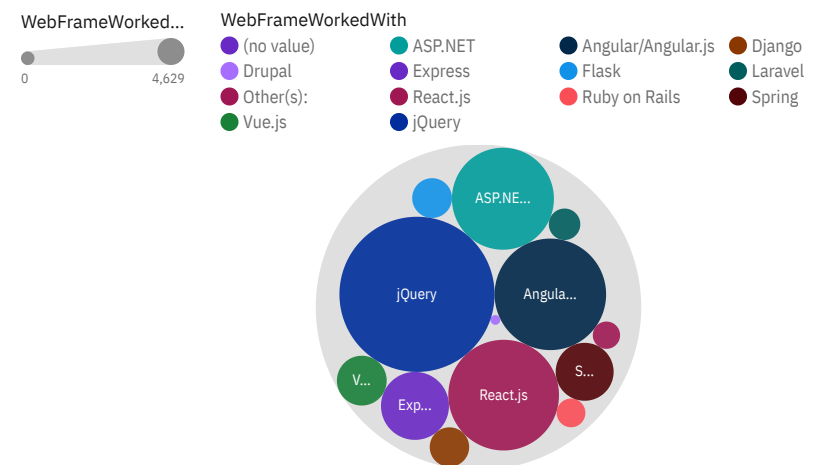 WebFrameWorked...
0
4,629
WebFrameWorkedWith
(no value) ASP.NET Angular/Angular.js Django
Drupal Express Flask Laravel
Other(s): React.js Ruby on Rails Spring
Vue.js jQuery
ASP.NE...
jQuery
Angula...
S...
V...
React.js
Exp...